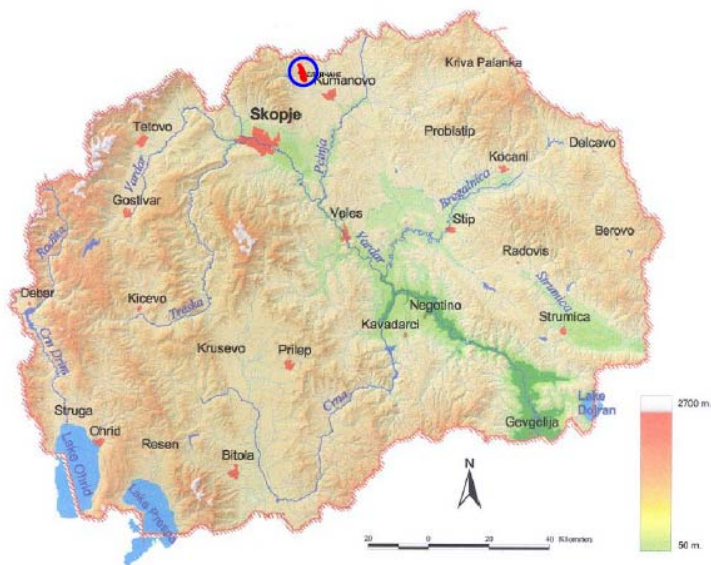 Kriva Palanka
Kumanovo
Skopje
Tetovo
Probistip
Delcevo
Kocani
Pcinja
Vardar
Bregalnica
Gostivar
Veles
Stip
Berovo
Radika
Vardar
Radovis
Strumica
Debar
Kicevo
Treska
Negotino
Kavadarci
Strumica
Crn Drim
Krusevo
Prilep
2700 m.
Crna
Lake
Dojran
Struga
Ohrid
Gevgelija
Lake Ohrid
Resen
Bitola
N
Lake Prespa
20 0 20 40 Kilometers
50 m.